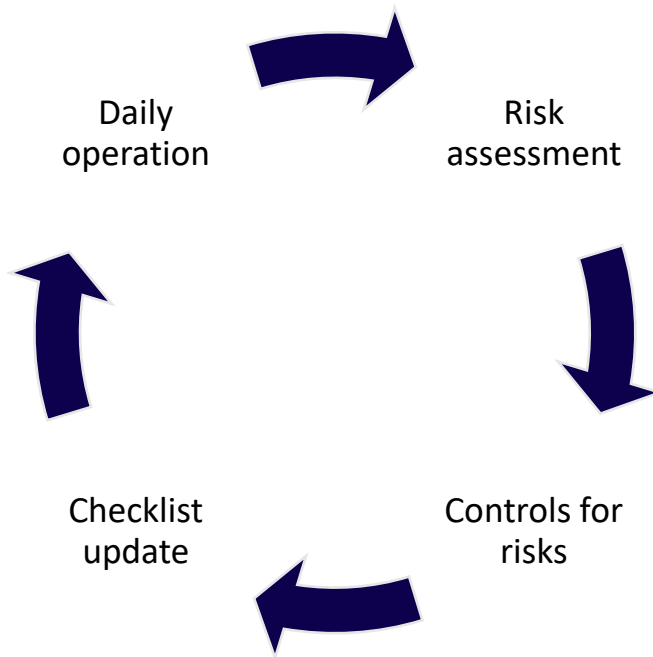 Daily
operation
Risk
assessment
Controls for
risks
Checklist
update